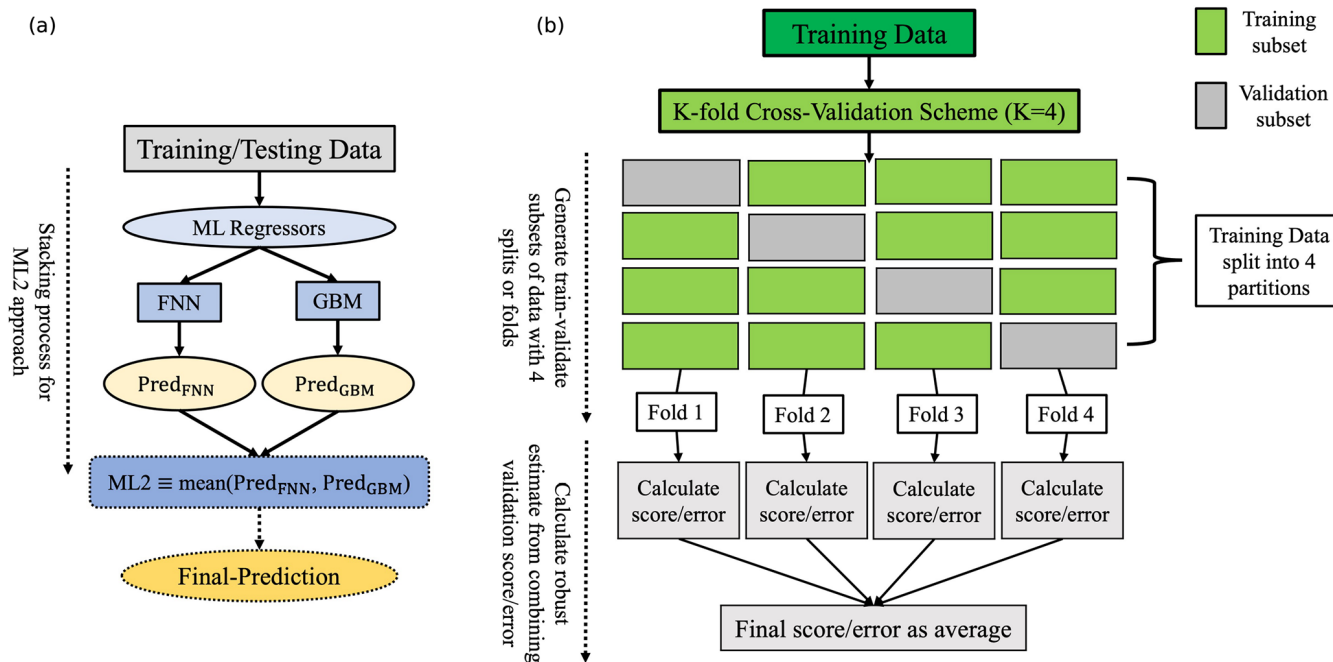 (a)
Training/Testing Data
ML Regressors
FNN
GBM
Pred_FNN
Pred_GBM
ML2 ≡ mean(Pred_FNN, Pred_GBM)
Final-Prediction
Stacking process for
ML2 approach
(b)
Training Data
K-fold Cross-Validation Scheme (K=4)
Training
subset
Validation
subset
Generate train-validate
subsets of data with 4
splits or folds
Training Data
split into 4
partitions
Fold 1
Fold 2
Fold 3
Fold 4
Calculate robust
estimate from combining
validation score/error
Calculate
score/error
Calculate
score/error
Calculate
score/error
Calculate
score/error
Final score/error as average